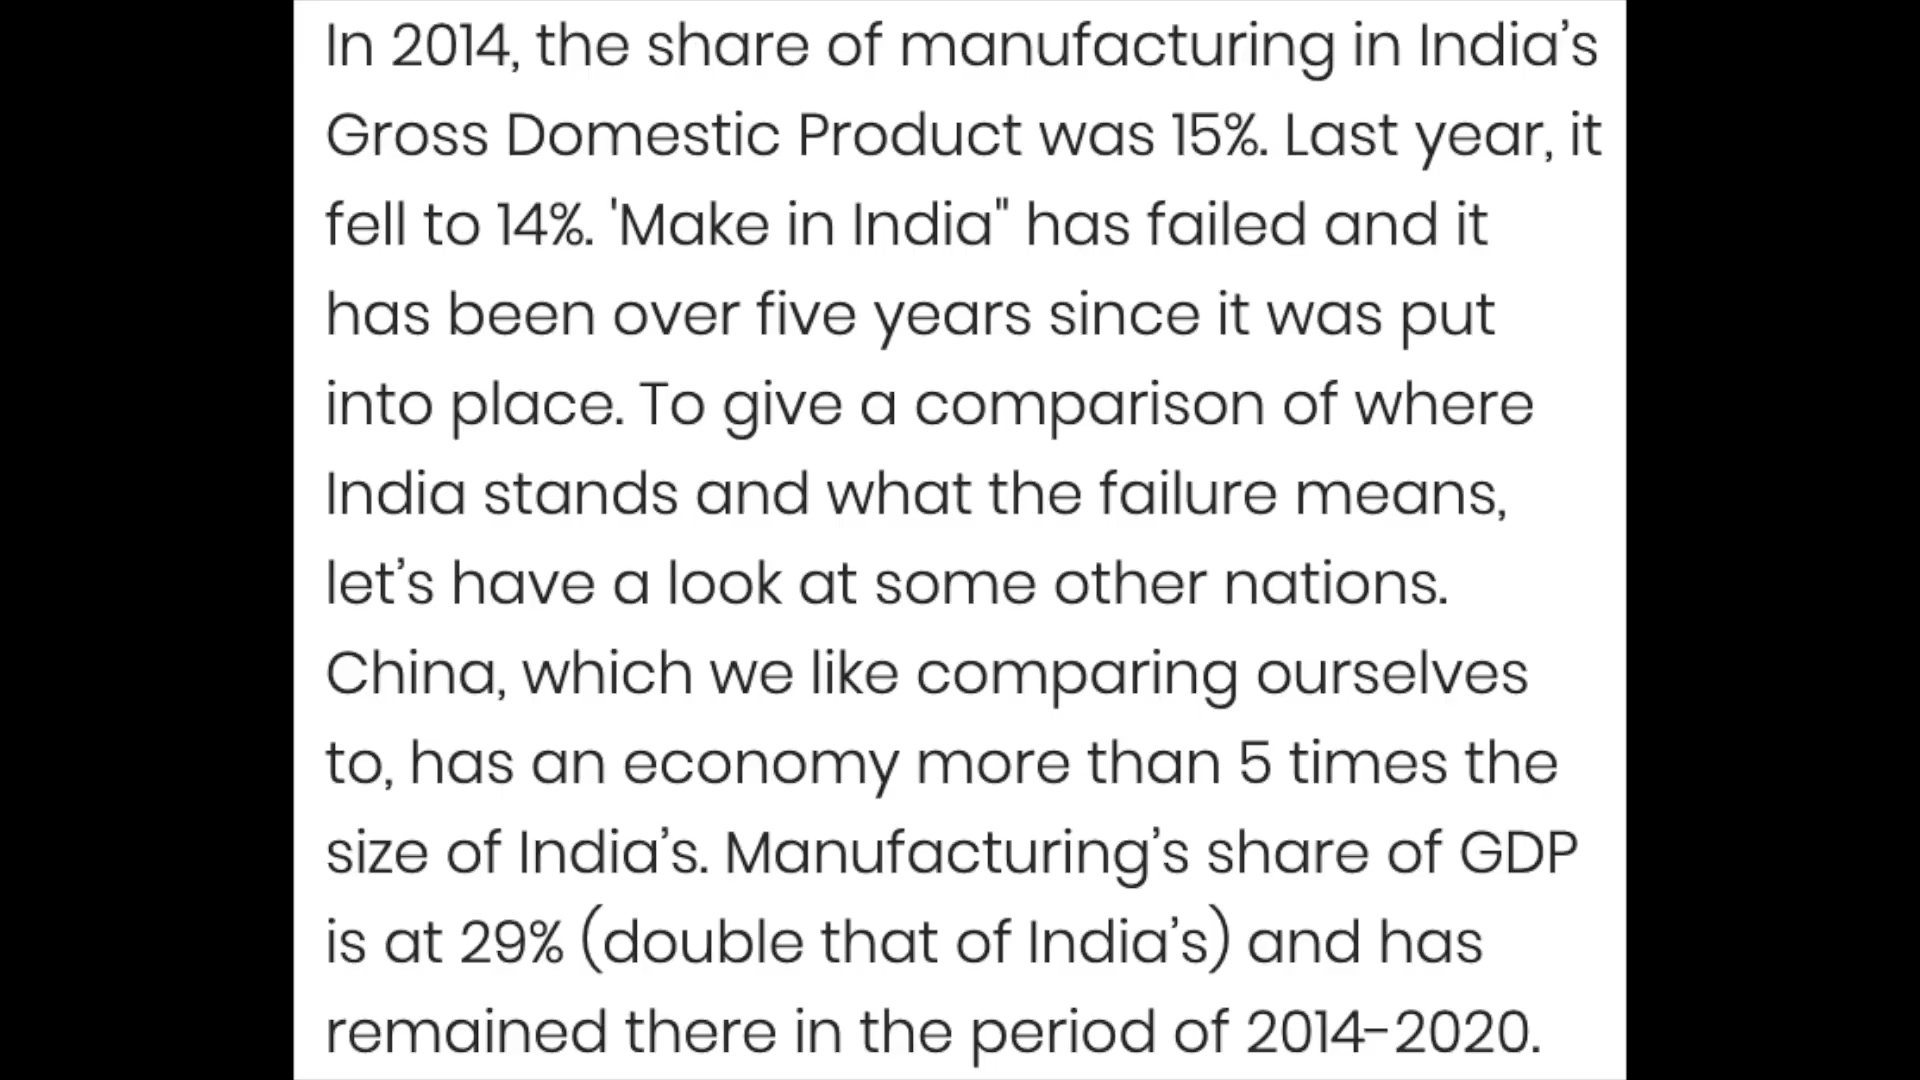 In 2014, the share of manufacturing in India’s
Gross Domestic Product was 15%. Last year, it
fell to 14%. 'Make in India" has failed and it
has been over five years since it was put
into place. To give a comparison of where
India stands and what the failure means,
let’s have a look at some other nations.
China, which we like comparing ourselves
to, has an economy more than 5 times the
size of India’s. Manufacturing’s share of GDP
is at 29% (double that of India’s) and has
remained there in the period of 2014-2020.